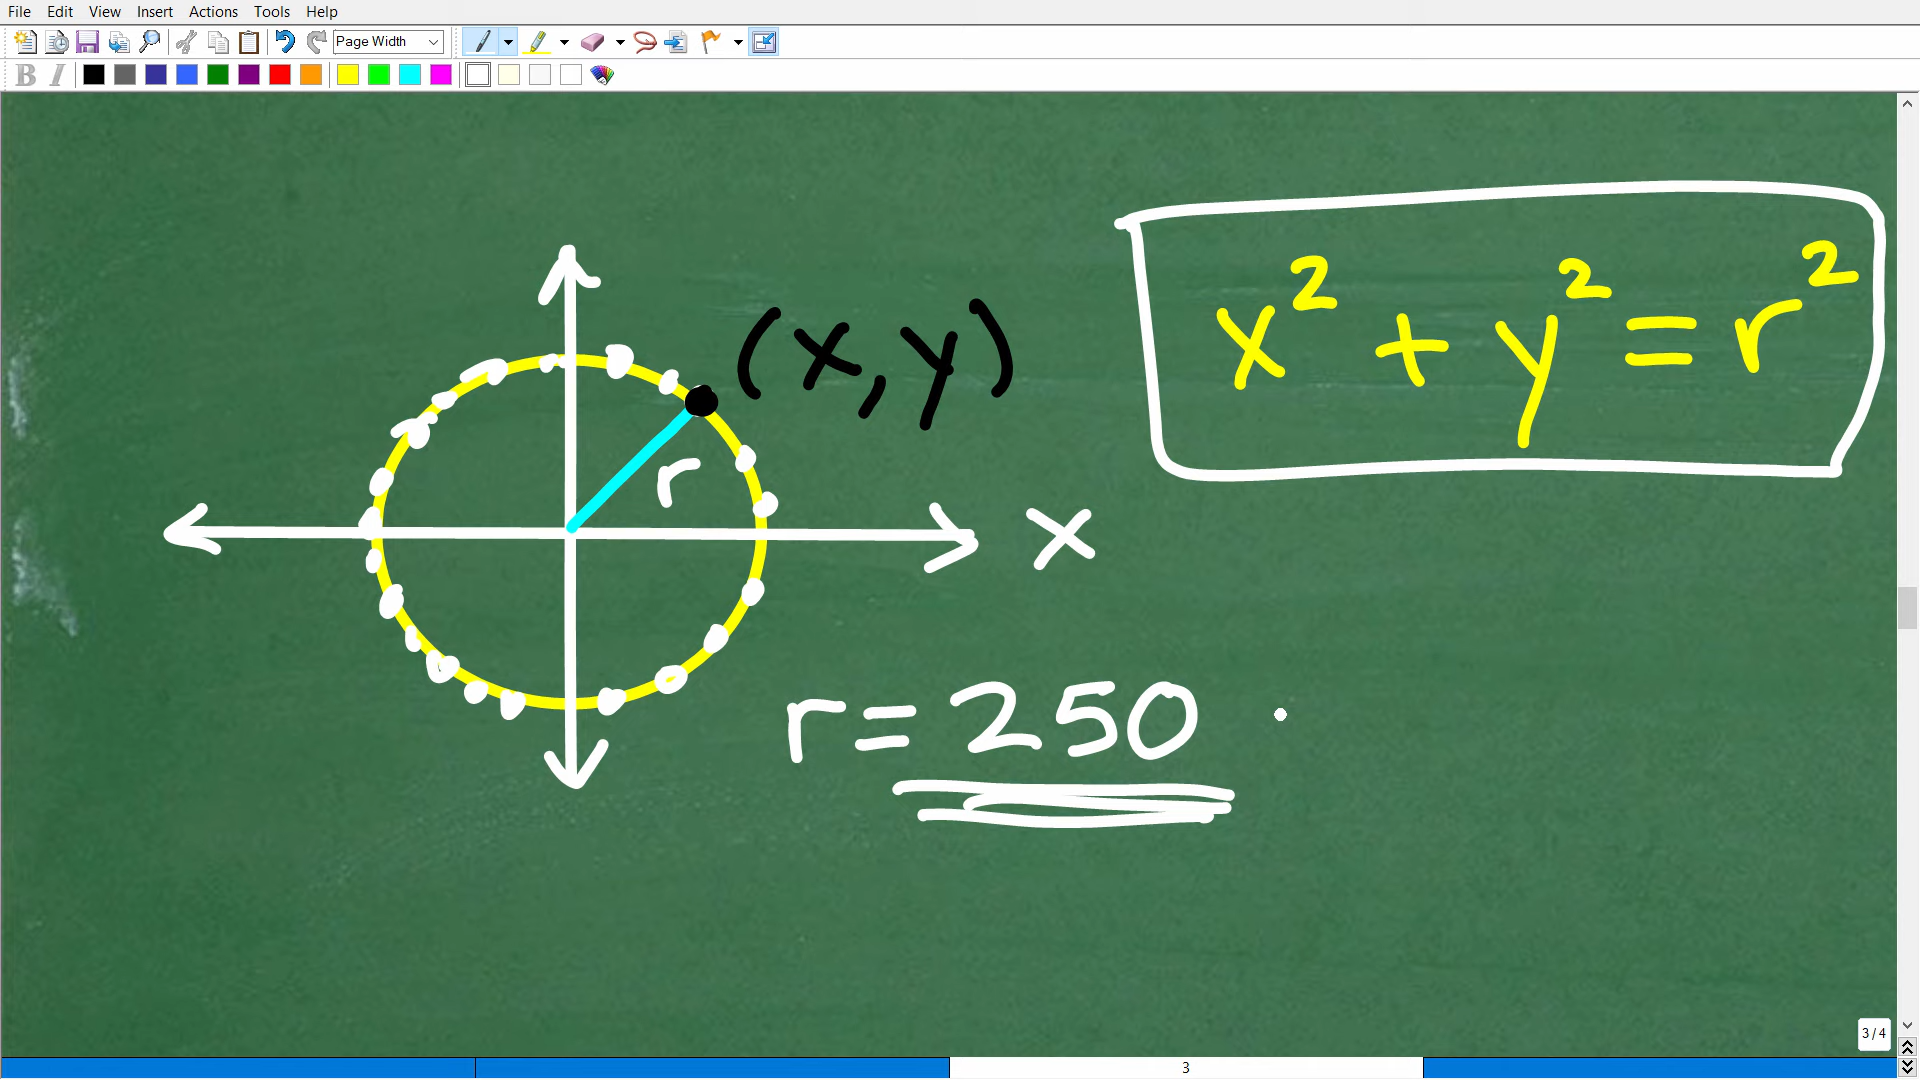 File Edit View Insert Actions Tools Help
Page Width
B I
x² + y² = r²
(x, y)
r
x
r = 250
3 / 4
3